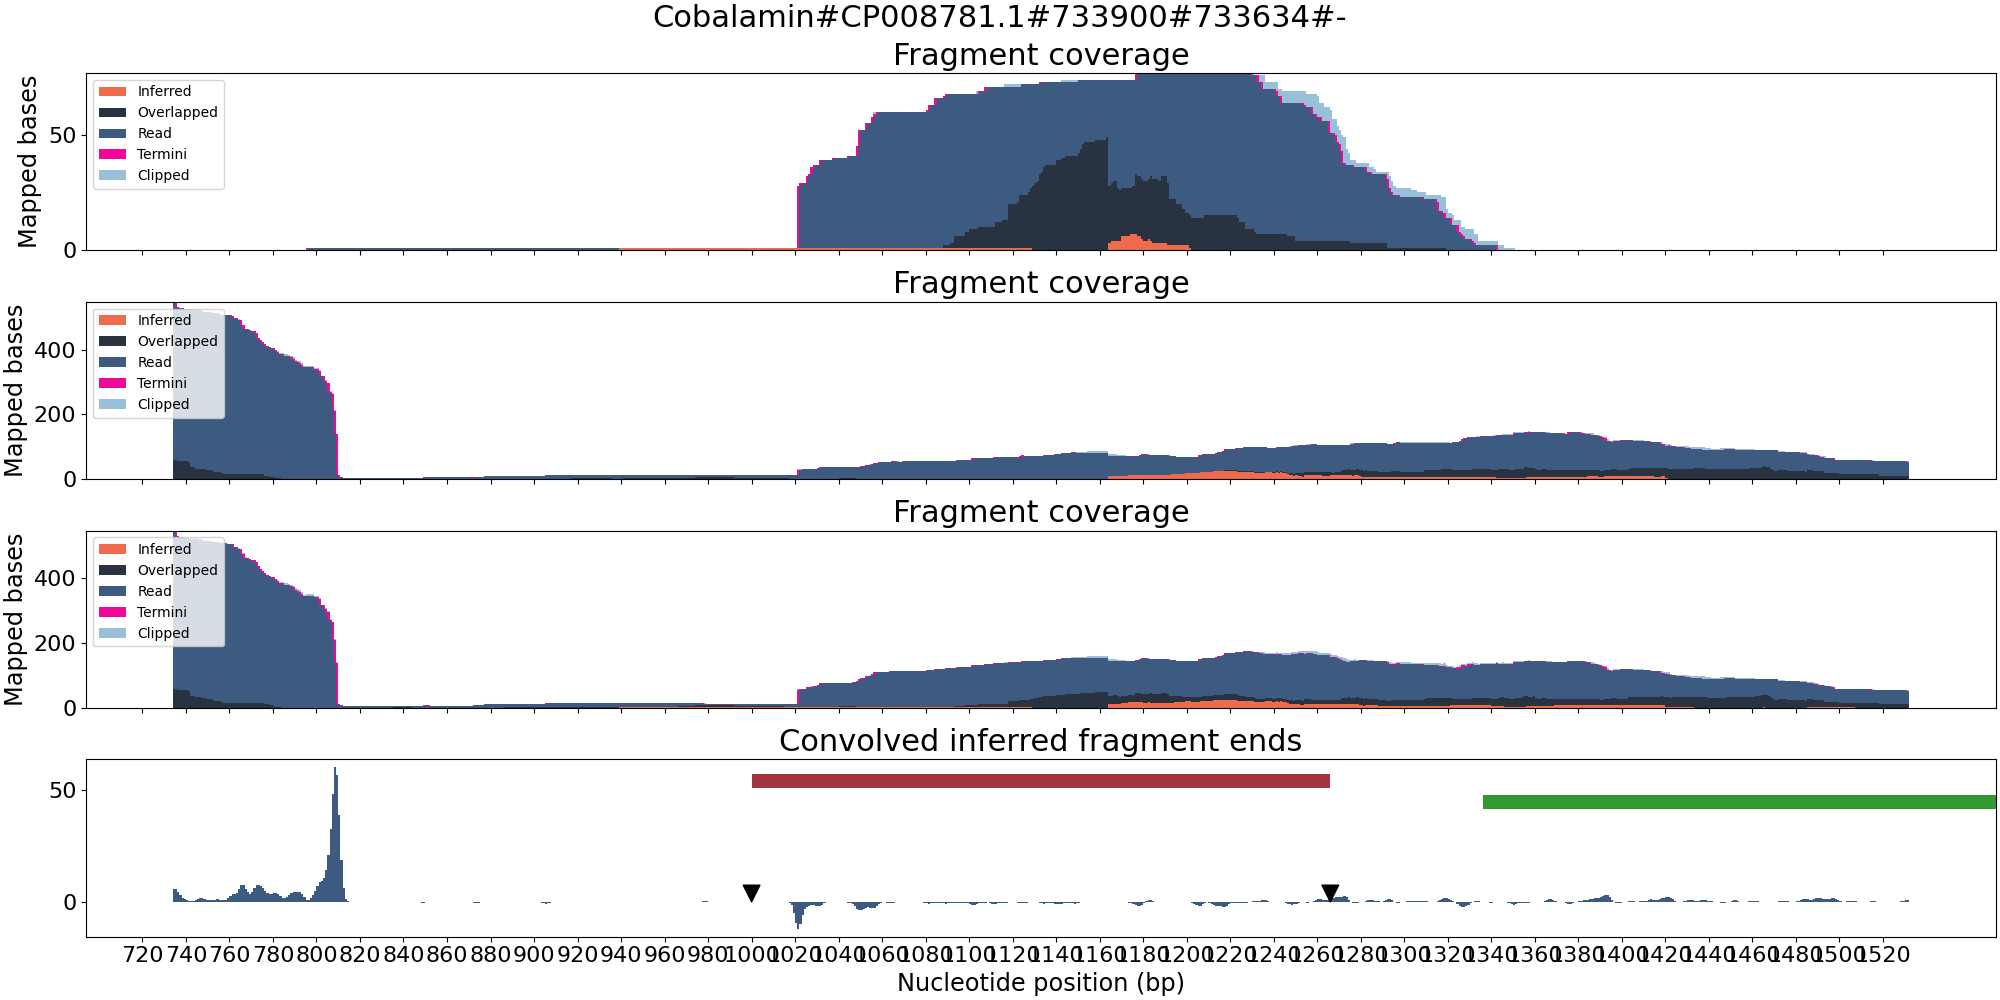 Cobalamin#CP008781.1#733900#733634#-
Fragment coverage
Mapped bases
50
0
Inferred
Overlapped
Read
Termini
Clipped
Fragment coverage
Mapped bases
400
200
0
Inferred
Overlapped
Read
Termini
Clipped
Fragment coverage
Mapped bases
400
200
0
Inferred
Overlapped
Read
Termini
Clipped
Convolved inferred fragment ends
50
0
720 740 760 780 800 820 840 860 880 900 920 940 960 980 1000 1020 1040 1060 1080 1100 1120 1140 1160 1180 1200 1220 1240 1260 1280 1300 1320 1340 1360 1380 1400 1420 1440 1460 1480 1500 1520
Nucleotide position (bp)